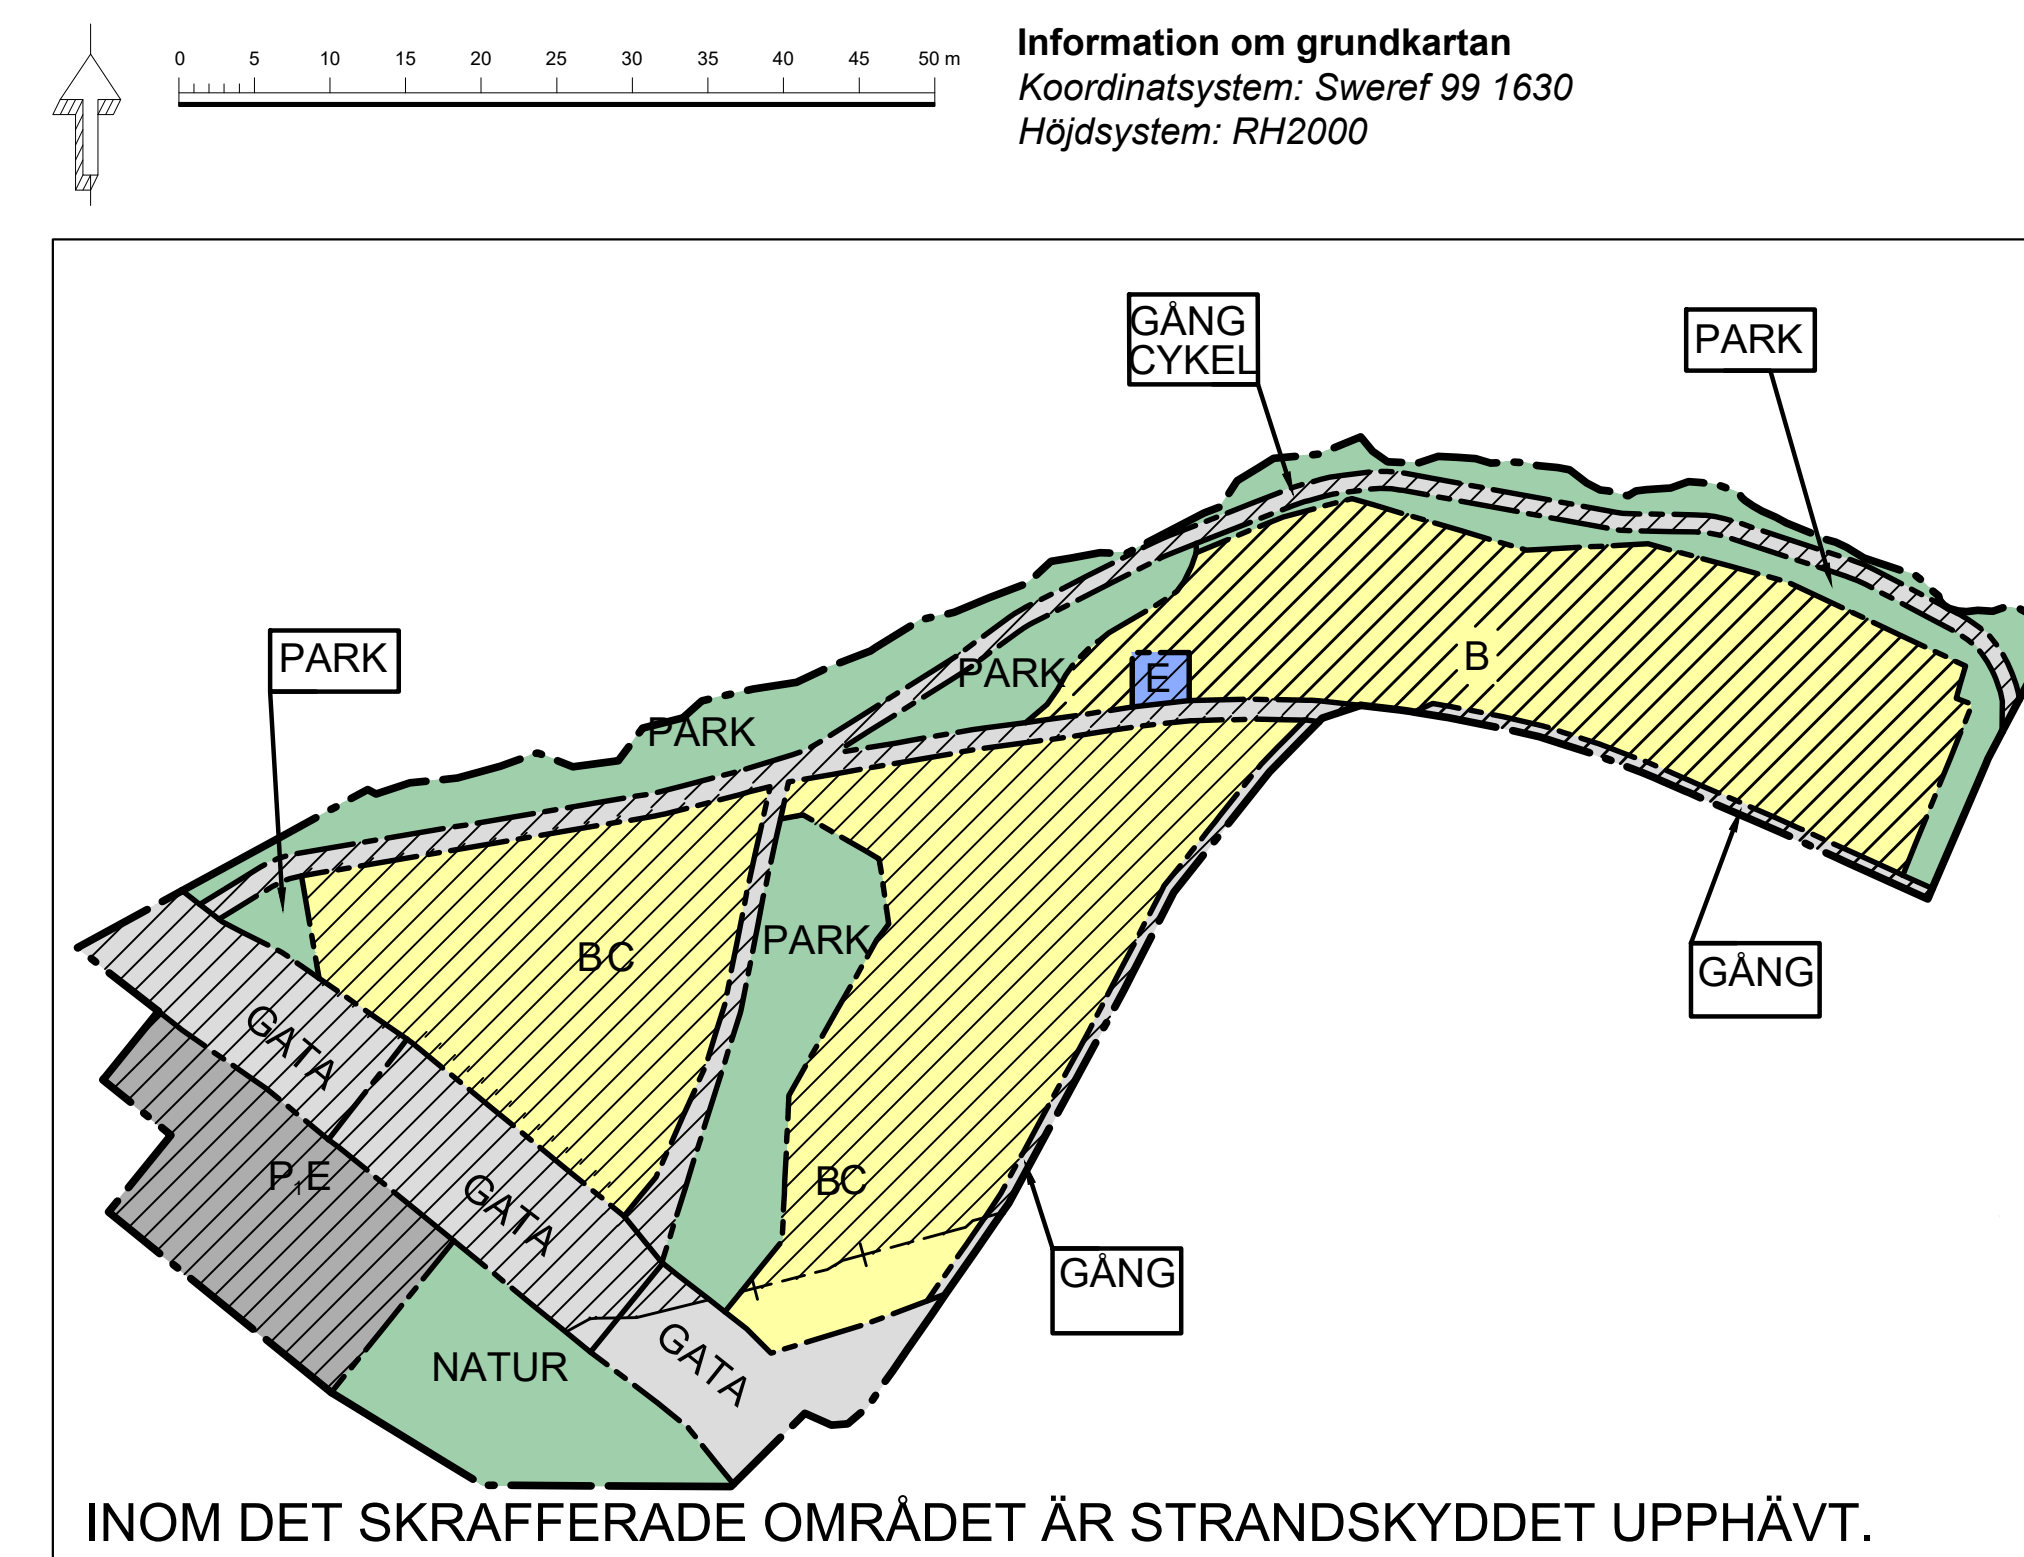 0 5 10 15 20 25 30 35 40 45 50 m
Information om grundkartan
Koordinatsystem: Sweref 99 1630
Höjdsystem: RH2000
GÅNG
CYKEL
PARK
PARK
PARK
E
B
PARK
BC
PARK
GÅNG
GATA
P₁E
GATA
BC
GÅNG
GATA
NATUR
INOM DET SKRAFFERADE OMRÅDET ÄR STRANDSKYDDET UPPHÄVT.